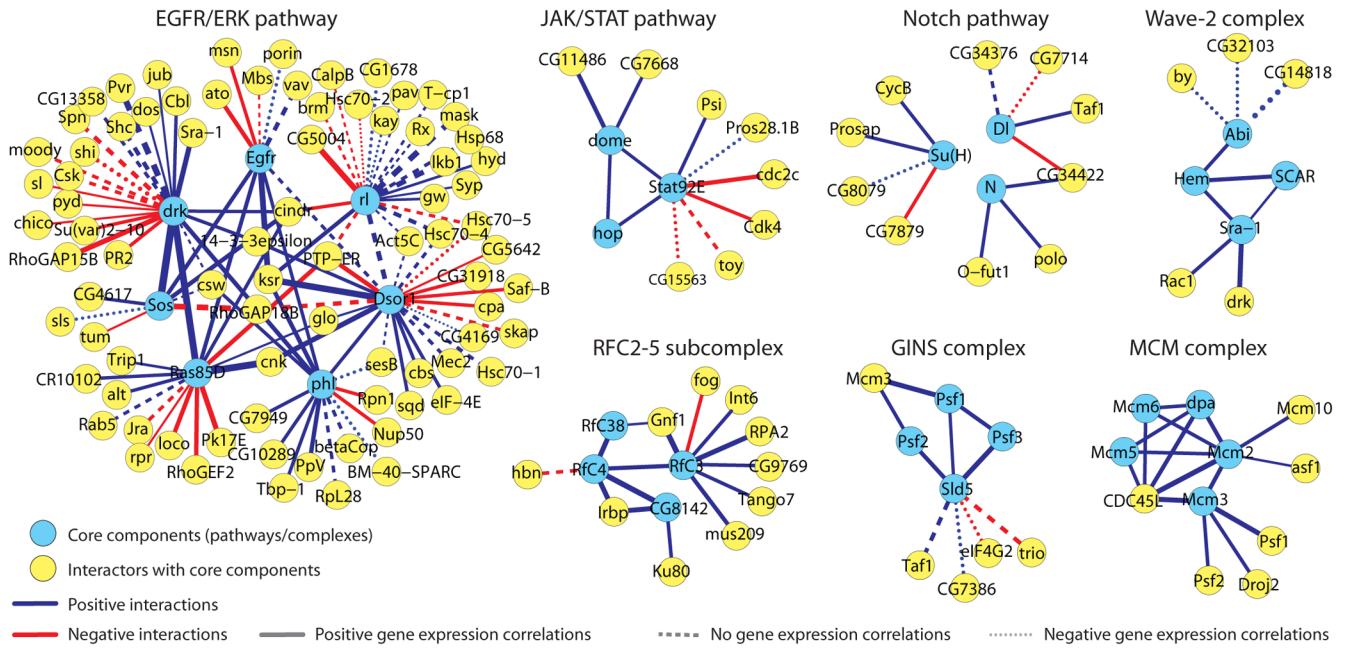 EGFR/ERK pathway
JAK/STAT pathway
Notch pathway
Wave-2 complex
msn
porin
Mbs
vav
CalpB
CG1678
jub
Pvr
CG13358
Cbl
dos
ato
brm
Hsc70-2
pav
T-cp1
Spn
Shc
Sra-1
CG5004
kay
Rx
mask
Hsp68
moody
shi
Egfr
Ikb1
hyd
sl
Csk
Syp
pyd
drk
cindr
rl
gw
chico
Su(var)2-10
Hsc70-5
14-3-3epsilon
Act5C
Hsc70-4
RhoGAP15B
PR2
PTP-ER
CG5642
csw
ksr
CG31918
CG4617
Sos
Dsor1
Saf-B
sls
RhoGAP18B
glo
cpa
tum
CG4169
skap
Trip1
cnk
sesB
cbs
Mec2
CR10102
Ras85D
Hsc70-1
alt
phl
Rpn1
sqd
eIF-4E
Rab5
CG7949
Jra
loco
Pk17E
betaCop
Nup50
rpr
CG10289
RhoGEF2
PpV
BM-40-SPARC
Tbp-1
RpL28
CG11486
CG7668
Psi
dome
Pros28.1B
Stat92E
cdc2c
hop
Cdk4
toy
CG15563
CG34376
CG7714
CycB
Taf1
Prosap
Dl
Su(H)
CG8079
N
CG34422
CG7879
O-fut1
polo
CG32103
by
CG14818
Abi
Hem
SCAR
Sra-1
Rac1
drk
RFC2-5 subcomplex
GINS complex
MCM complex
fog
RfC38
Gnf1
Int6
RPA2
hbn
RfC4
RfC3
CG9769
Irbp
CG8142
Tango7
mus209
Ku80
Mcm3
Psf1
Psf2
Psf3
Sld5
eIF4G2
trio
Taf1
CG7386
Mcm6
dpa
Mcm10
Mcm5
Mcm2
asf1
CDC45L
Mcm3
Psf1
Psf2
Droj2
Core components (pathways/complexes)
Interactors with core components
Positive interactions
Negative interactions
Positive gene expression correlations
No gene expression correlations
Negative gene expression correlations